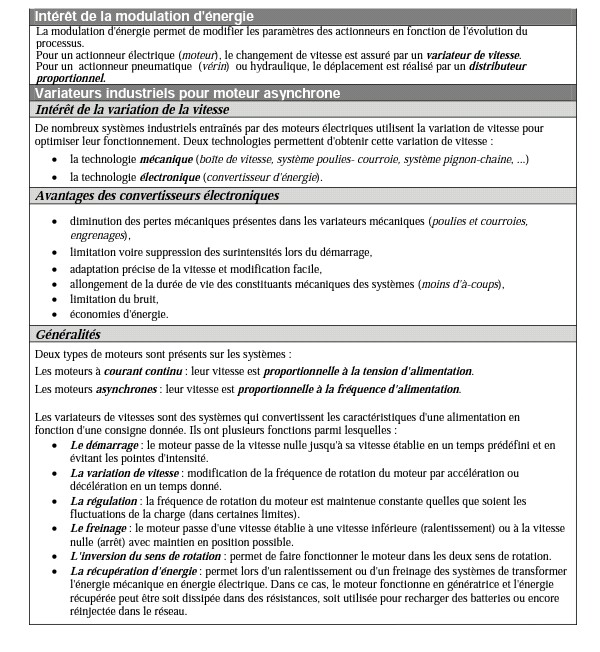 Intérêt de la modulation d'énergie
La modulation d'énergie permet de modifier les paramètres des actionneurs en fonction de l'évolution du
processus.
Pour un actionneur électrique (moteur), le changement de vitesse est assuré par un variateur de vitesse.
Pour un actionneur pneumatique (vérin) ou hydraulique, le déplacement est réalisé par un distributeur
proportionnel.
Variateurs industriels pour moteur asynchrone
Intérêt de la variation de la vitesse
De nombreux systèmes industriels entraînés par des moteurs électriques utilisent la variation de vitesse pour
optimiser leur fonctionnement. Deux technologies permettent d'obtenir cette variation de vitesse :
• la technologie mécanique (boîte de vitesse, système poulies- courroie, système pignon-chaine, ...)
• la technologie électronique (convertisseur d'énergie).
Avantages des convertisseurs électroniques
• diminution des pertes mécaniques présentes dans les variateurs mécaniques (poulies et courroies,
engrenages),
• limitation voire suppression des surintensités lors du démarrage,
• adaptation précise de la vitesse et modification facile,
• allongement de la durée de vie des constituants mécaniques des systèmes (moins d'à-coups),
• limitation du bruit,
• économies d'énergie.
Généralités
Deux types de moteurs sont présents sur les systèmes :
Les moteurs à courant continu : leur vitesse est proportionnelle à la tension d'alimentation.
Les moteurs asynchrones : leur vitesse est proportionnelle à la fréquence d'alimentation.
Les variateurs de vitesses sont des systèmes qui convertissent les caractéristiques d'une alimentation en
fonction d'une consigne donnée. Ils ont plusieurs fonctions parmi lesquelles :
• Le démarrage : le moteur passe de la vitesse nulle jusqu'à sa vitesse établie en un temps prédéfini et en
évitant les pointes d'intensité.
• La variation de vitesse : modification de la fréquence de rotation du moteur par accélération ou
décélération en un temps donné.
• La régulation : la fréquence de rotation du moteur est maintenue constante quelles que soient les
fluctuations de la charge (dans certaines limites).
• Le freinage : le moteur passe d'une vitesse établie à une vitesse inférieure (ralentissement) ou à la vitesse
nulle (arrêt) avec maintien en position possible.
• L'inversion du sens de rotation : permet de faire fonctionner le moteur dans les deux sens de rotation.
• La récupération d'énergie : permet lors d'un ralentissement ou d'un freinage des systèmes de transformer
l'énergie mécanique en énergie électrique. Dans ce cas, le moteur fonctionne en génératrice et l'énergie
récupérée peut être soit dissipée dans des résistances, soit utilisée pour recharger des batteries ou encore
réinjectée dans le réseau.